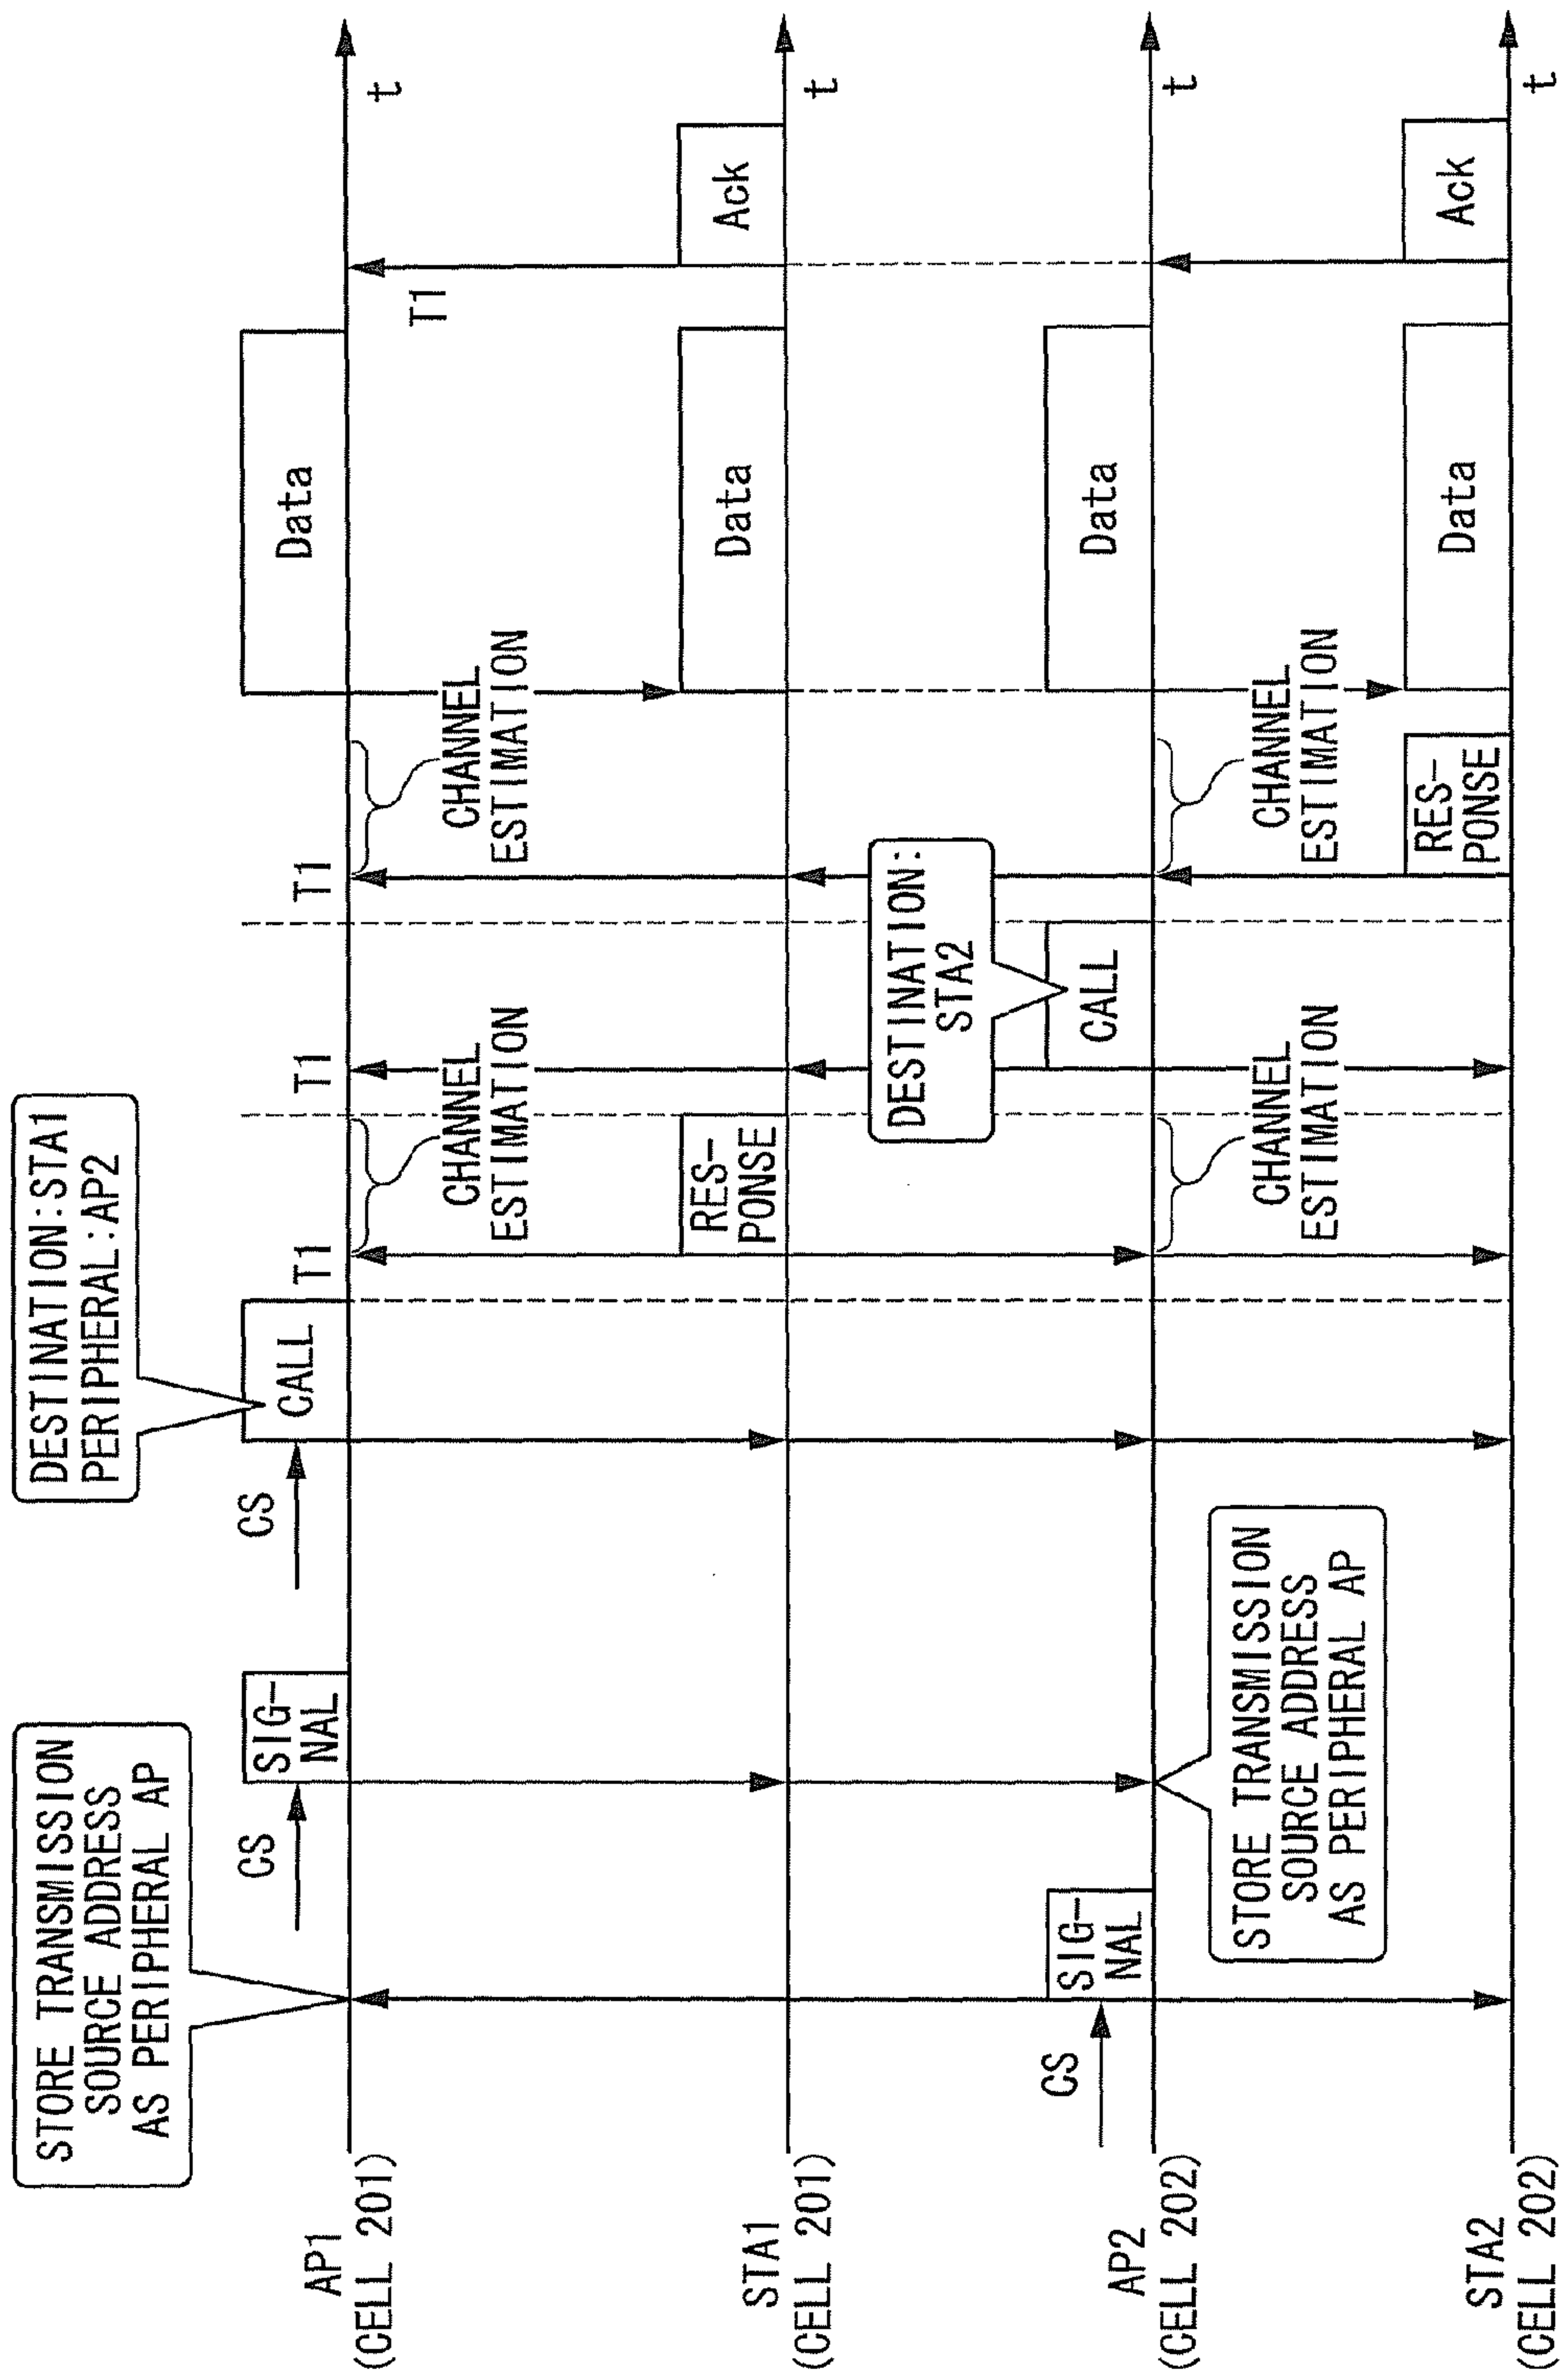 STORE TRANSMISSION
SOURCE ADDRESS
AS PERIPHERAL AP
DESTINATION:STA1
PERIPHERAL:AP2
AP1
(CELL 201)
CS
SIG-
NAL
CS
CALL
T1
T1
T1
Data
T1
t
CHANNEL
ESTIMATION
CHANNEL
ESTIMATION
STA1
(CELL 201)
RES-
PONSE
Data
Ack
t
DESTINATION:
STA2
AP2
(CELL 202)
CS
SIG-
NAL
CALL
Data
t
STORE TRANSMISSION
SOURCE ADDRESS
AS PERIPHERAL AP
CHANNEL
ESTIMATION
CHANNEL
ESTIMATION
STA2
(CELL 202)
RES-
PONSE
Data
Ack
t